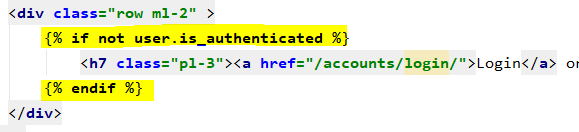 <div class="row ml-2" >
{% if not user.is_authenticated %}
<h7 class="pl-3"><a href="/accounts/login/">Login</a> or
{% endif %}
</div>